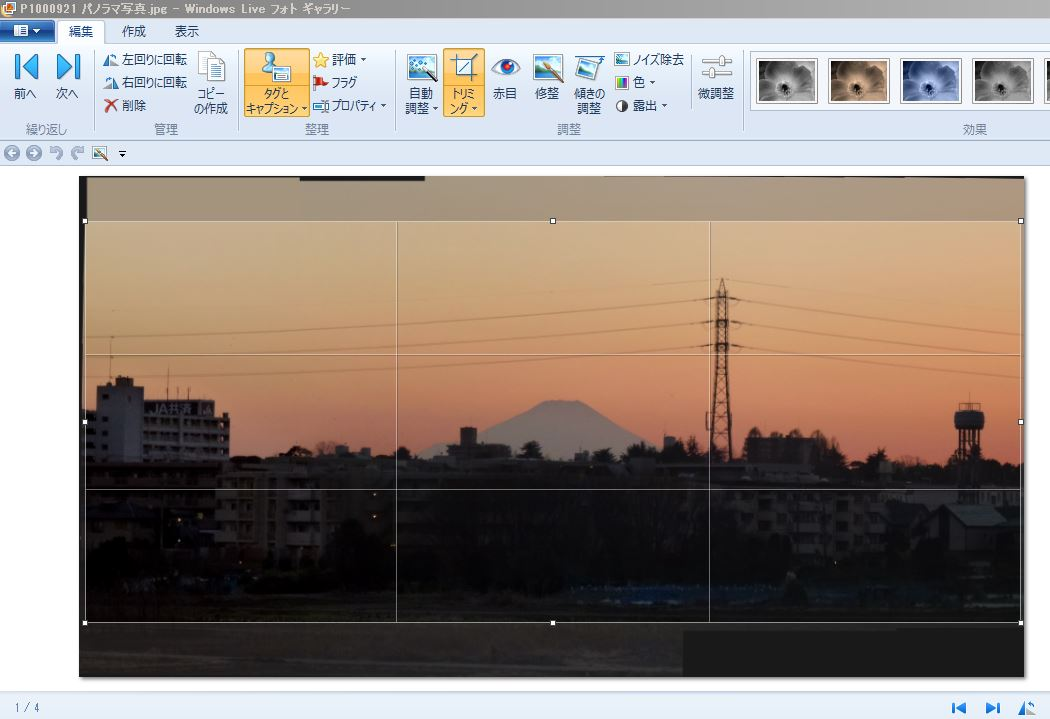 P1000921 パノラマ写真.jpg - Windows Live フォト ギャラリー
編集 作成 表示
前へ
次へ
繰り返し
左回りに回転
右回りに回転
削除
コピー
の作成
管理
タグと
キャプション
評価
フラグ
プロパティ
整理
自動
調整
トリミ
ング
赤目
修整
傾きの
調整
ノイズ除去
色
露出
調整
微調整
効果
JA共済
1 / 4